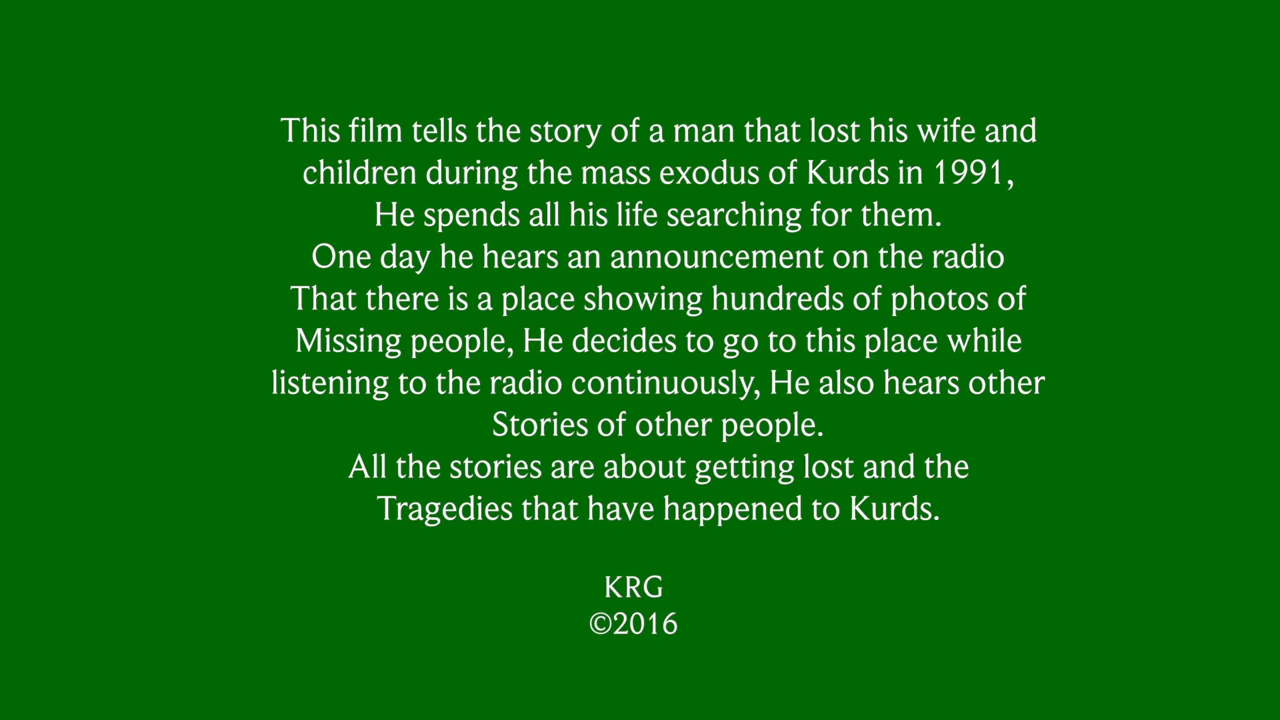 This film tells the story of a man that lost his wife and
children during the mass exodus of Kurds in 1991,
He spends all his life searching for them.
One day he hears an announcement on the radio
That there is a place showing hundreds of photos of
Missing people, He decides to go to this place while
listening to the radio continuously, He also hears other
Stories of other people.
All the stories are about getting lost and the
Tragedies that have happened to Kurds.
KRG
©2016